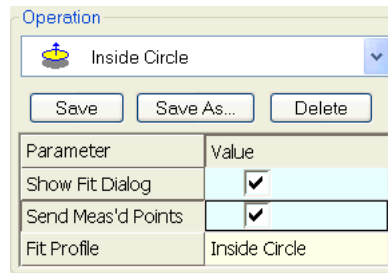 Operation
Inside Circle
Save Save As... Delete
Parameter Value
Show Fit Dialog
Send Meas'd Points
Fit Profile Inside Circle